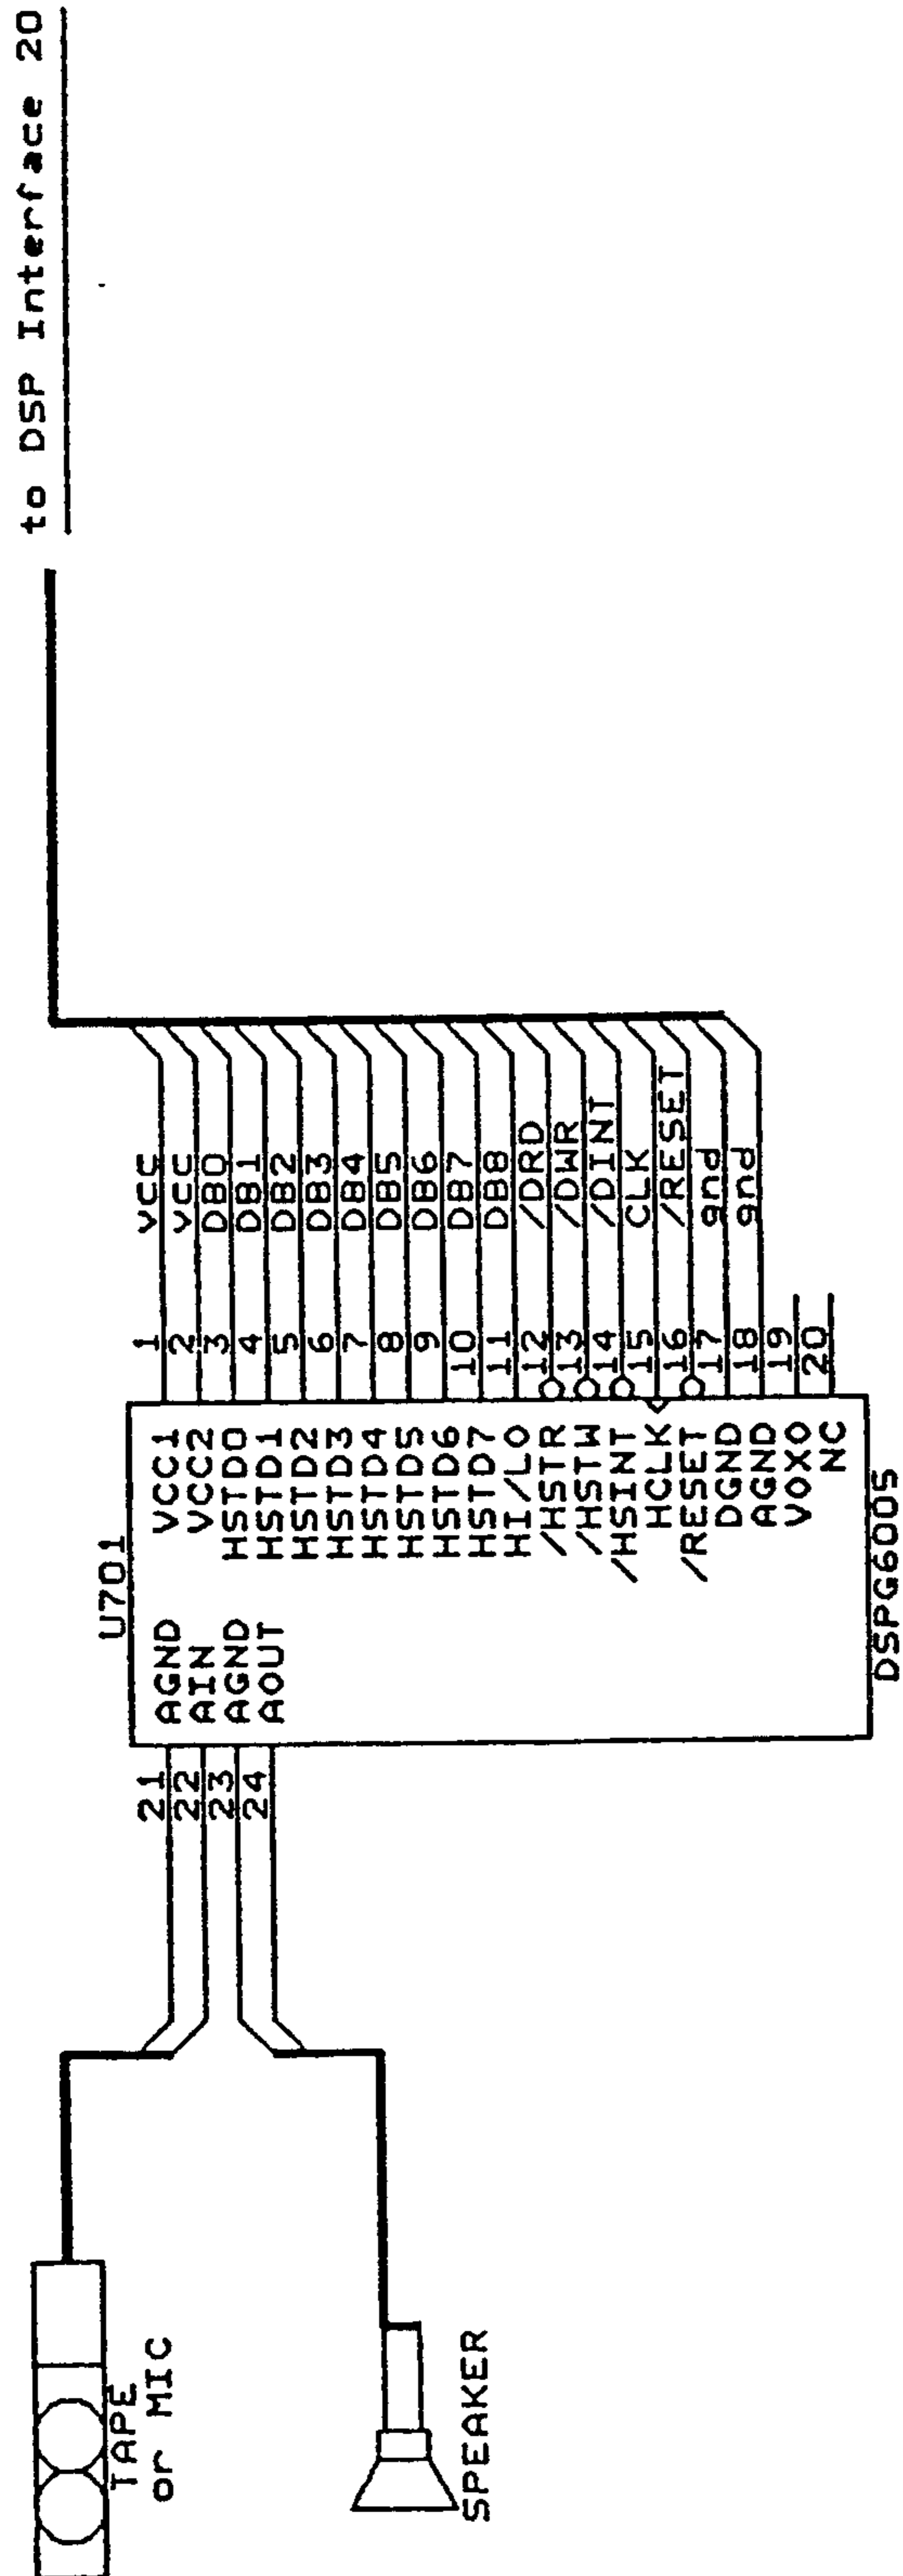 to DSP Interface 20
U701
21 AGND
22 AIN
23 AGND
24 AOUT
VCC1 1 VCC
VCC2 2 VCC
HSTD0 3 DB0
HSTD1 4 DB1
HSTD2 5 DB2
HSTD3 6 DB3
HSTD4 7 DB4
HSTD5 8 DB5
HSTD6 9 DB6
HSTD7 10 DB7
HI/LO 11 DB8
/HSTR 12 /DRD
/HSTW 13 /DWR
/HSINT 14 /DINT
HCLK 15 CLK
/RESET 16 /RESET
DGND 17 gnd
AGND 18 gnd
VOXO 19
NC 20
DSPG6005
TAPE
or MIC
SPEAKER